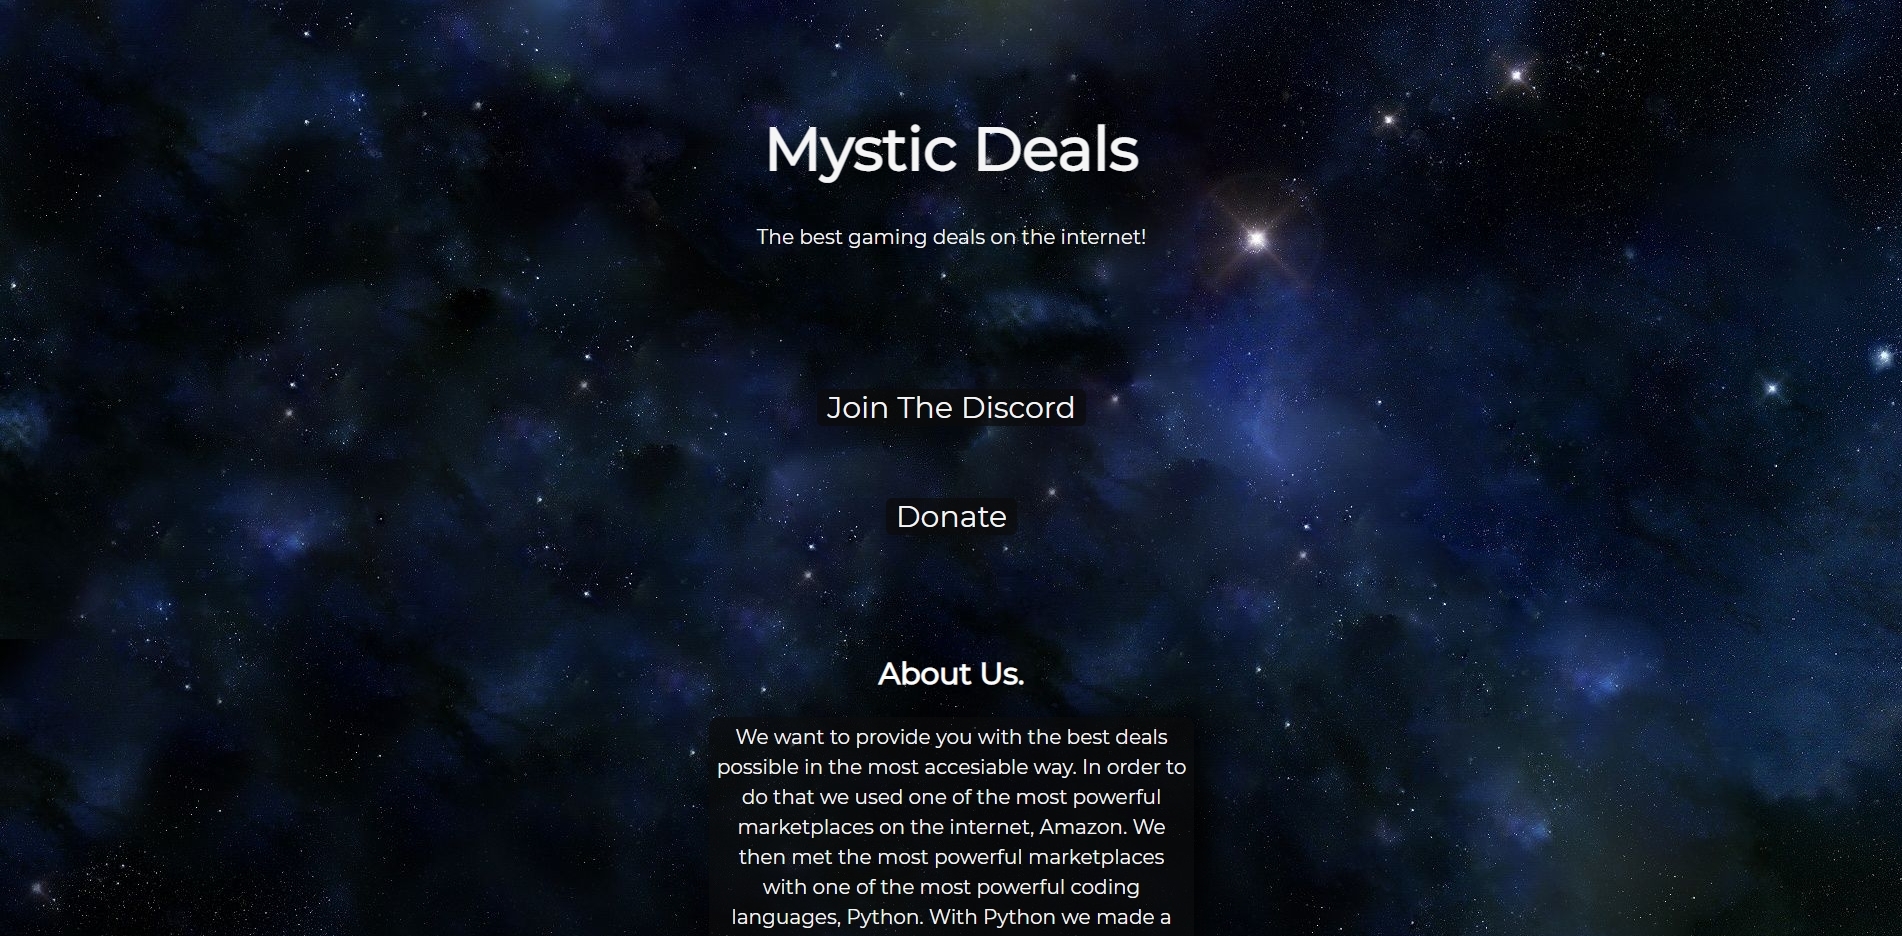 Mystic Deals
The best gaming deals on the internet!
Join The Discord
Donate
About Us.
We want to provide you with the best deals
possible in the most accesiable way. In order to
do that we used one of the most powerful
marketplaces on the internet, Amazon. We
then met the most powerful marketplaces
with one of the most powerful coding
languages, Python. With Python we made a